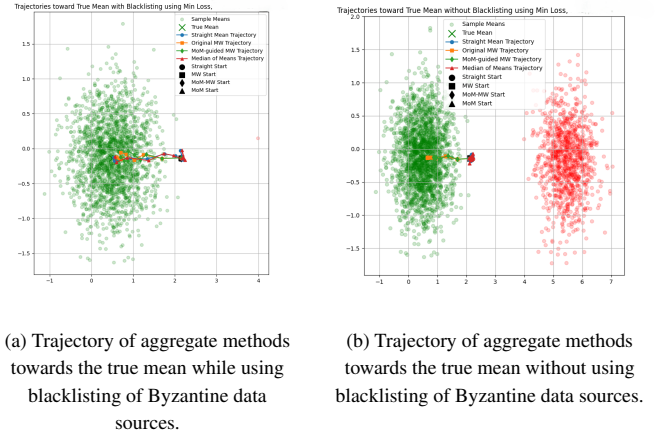 Trajectories toward True Mean with Blacklisting using Min Loss,
Sample Means
True Mean
Straight Mean Trajectory
Original MW Trajectory
MoM-guided MW Trajectory
Median of Means Trajectory
Straight Start
MW Start
MoM-MW Start
MoM Start
1.5
1.0
0.5
0.0
−0.5
−1.0
−1.5
−1
0
1
2
3
4
Trajectories toward True Mean without Blacklisting using Min Loss,
Sample Means
True Mean
Straight Mean Trajectory
Original MW Trajectory
MoM-guided MW Trajectory
Median of Means Trajectory
Straight Start
MW Start
MoM-MW Start
MoM Start
2.0
1.5
1.0
0.5
0.0
−0.5
−1.0
−1.5
−1
0
1
2
3
4
5
6
7
(a) Trajectory of aggregate methods
towards the true mean while using
blacklisting of Byzantine data
sources.
(b) Trajectory of aggregate methods
towards the true mean without using
blacklisting of Byzantine data sources.